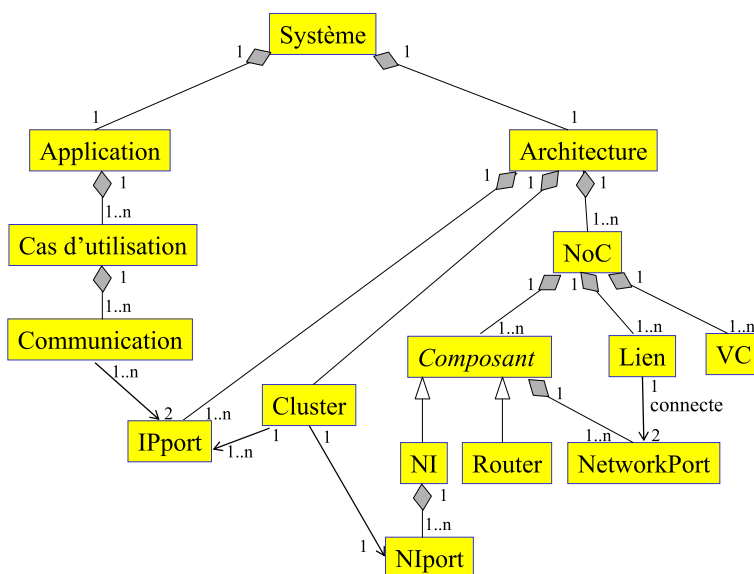 Système
1
1
1
1
Application
Architecture
1
1
1
1
1..n
1..n
Cas d’utilisation
NoC
1
1
1
1
1..n
1..n
1..n
1..n
Communication
Composant
Lien
VC
1..n
1
1
connecte
Cluster
2
1..n
1
1
1..n
2
IPport
1..n
NI
Router
NetworkPort
1
1..n
1
NIport